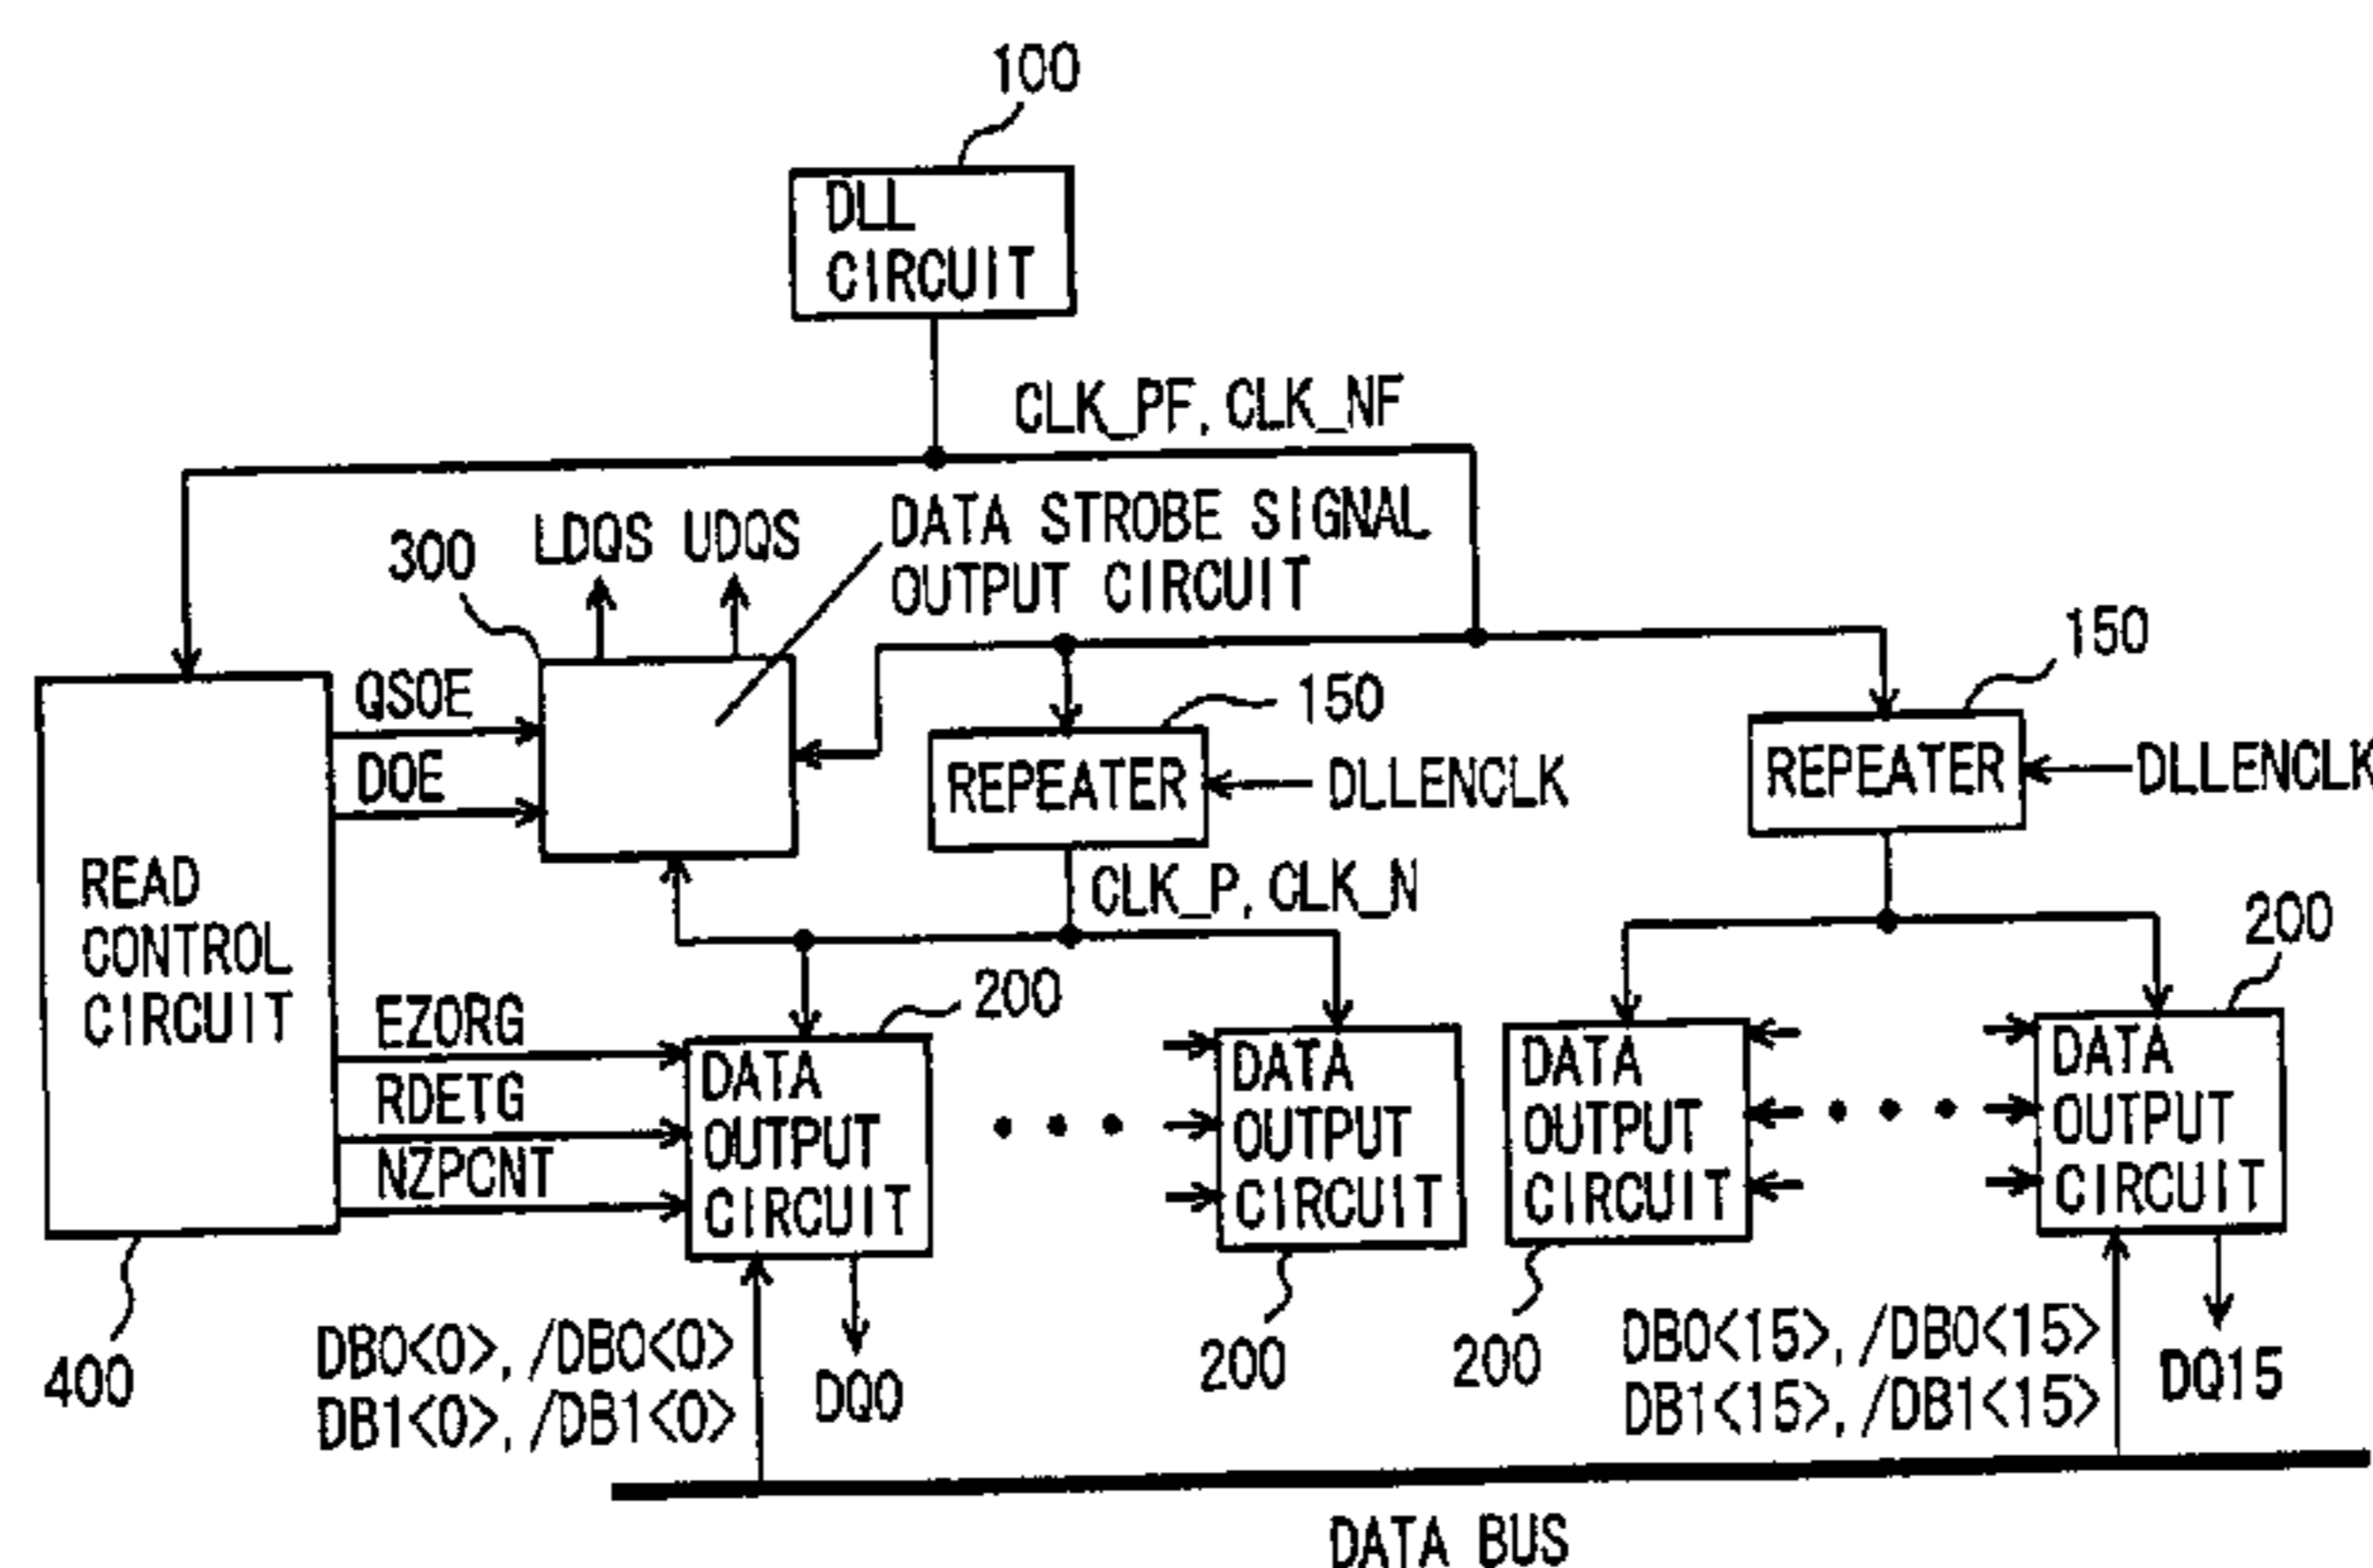 100
DLL
CIRCUIT
CLK_PF, CLK_NF
300
LDQS UDQS
DATA STROBE SIGNAL
OUTPUT CIRCUIT
150
QSOE
DOE
150
REPEATER
DLLENCLK
REPEATER
DLLENCLK
READ
CONTROL
CIRCUIT
CLK_P, CLK_N
200
EZORG
RDETG
NZPCNT
200
DATA
OUTPUT
CIRCUIT
DATA
OUTPUT
CIRCUIT
DATA
OUTPUT
CIRCUIT
DATA
OUTPUT
CIRCUIT
400
DB0<0>, /DB0<0>
DB1<0>, /DB1<0>
DQ0
200
200
DB0<15>, /DB0<15>
DB1<15>, /DB1<15>
DQ15
DATA BUS